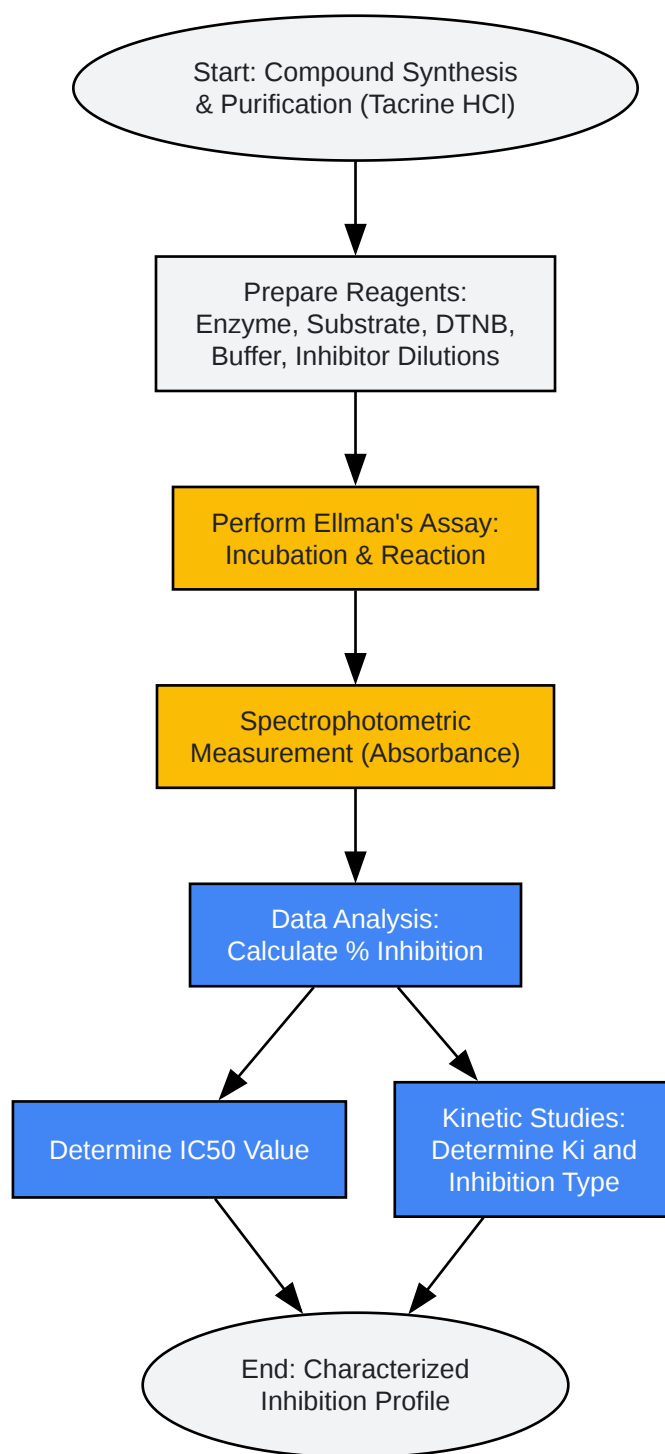 Start: Compound Synthesis
& Purification (Tacrine HCl)
Prepare Reagents:
Enzyme, Substrate, DTNB,
Buffer, Inhibitor Dilutions
Perform Ellman's Assay:
Incubation & Reaction
Spectrophotometric
Measurement (Absorbance)
Data Analysis:
Calculate % Inhibition
Determine IC50 Value
Kinetic Studies:
Determine Ki and
Inhibition Type
End: Characterized
Inhibition Profile